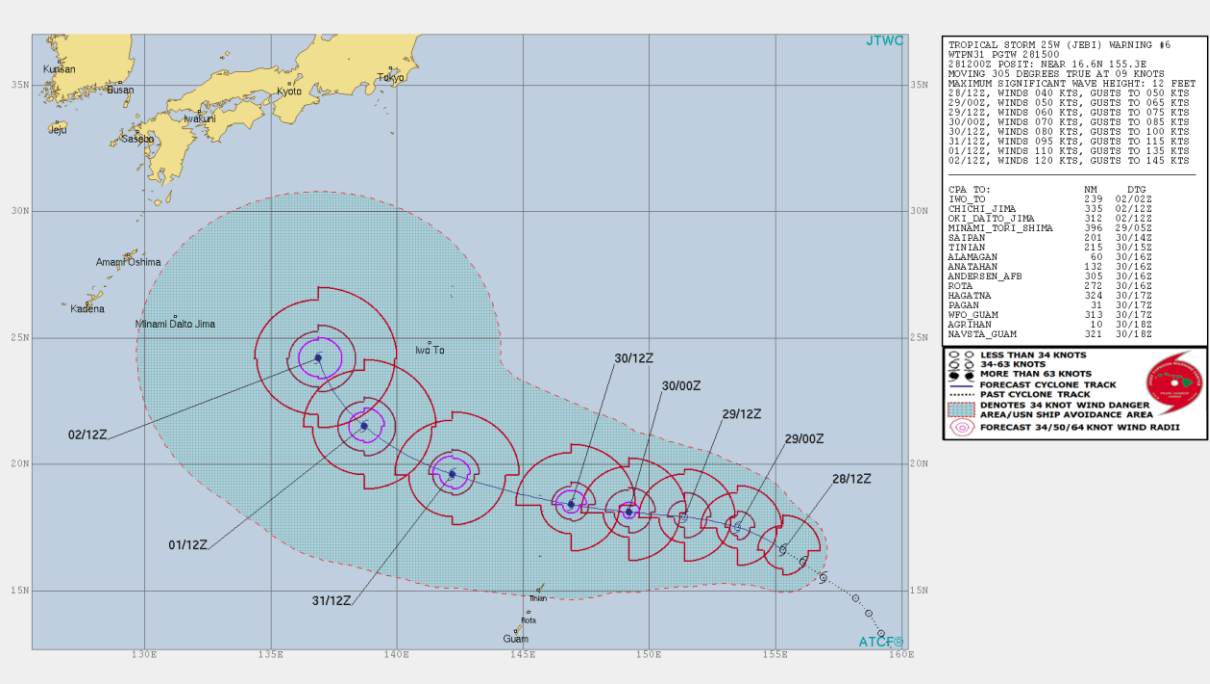 JTWC
35N
35N
30N
30N
25N
25N
20N
20N
15N
15N
130E
135E
140E
145E
150E
155E
160E
Kunsan
Busan
Jeju
Sasebo
Iwakuni
Kyoto
Tokyo
Amami Oshima
Kadena
Minami Daito Jima
Iwo To
Tinian
Rota
Guam
02/12Z
01/12Z
31/12Z
30/12Z
30/00Z
29/12Z
29/00Z
28/12Z
ATCF®
TROPICAL STORM 25W (JEBI) WARNING #6
WTPN31 PGTW 281500
281200Z POSIT: NEAR 16.6N 155.3E
MOVING 305 DEGREES TRUE AT 09 KNOTS
MAXIMUM SIGNIFICANT WAVE HEIGHT: 12 FEET
28/12Z, WINDS 040 KTS, GUSTS TO 050 KTS
29/00Z, WINDS 050 KTS, GUSTS TO 065 KTS
29/12Z, WINDS 060 KTS, GUSTS TO 075 KTS
30/00Z, WINDS 070 KTS, GUSTS TO 085 KTS
30/12Z, WINDS 080 KTS, GUSTS TO 100 KTS
31/12Z, WINDS 095 KTS, GUSTS TO 115 KTS
01/12Z, WINDS 110 KTS, GUSTS TO 135 KTS
02/12Z, WINDS 120 KTS, GUSTS TO 145 KTS
CPA TO: NM DTG
IWO_TO 239 02/02Z
CHICHI_JIMA 335 02/12Z
OKI_DAITO_JIMA 312 02/12Z
MINAMI_TORI_SHIMA 396 29/05Z
SAIPAN 201 30/14Z
TINIAN 215 30/15Z
ALAMAGAN 60 30/16Z
ANATAHAN 132 30/16Z
ANDERSEN_AFB 305 30/16Z
ROTA 272 30/16Z
HAGATNA 324 30/17Z
PAGAN 31 30/17Z
WFO_GUAM 313 30/17Z
AGRIHAN 10 30/18Z
NAVSTA_GUAM 321 30/18Z
LESS THAN 34 KNOTS
34-63 KNOTS
MORE THAN 63 KNOTS
FORECAST CYCLONE TRACK
PAST CYCLONE TRACK
DENOTES 34 KNOT WIND DANGER
AREA/USN SHIP AVOIDANCE AREA
FORECAST 34/50/64 KNOT WIND RADII